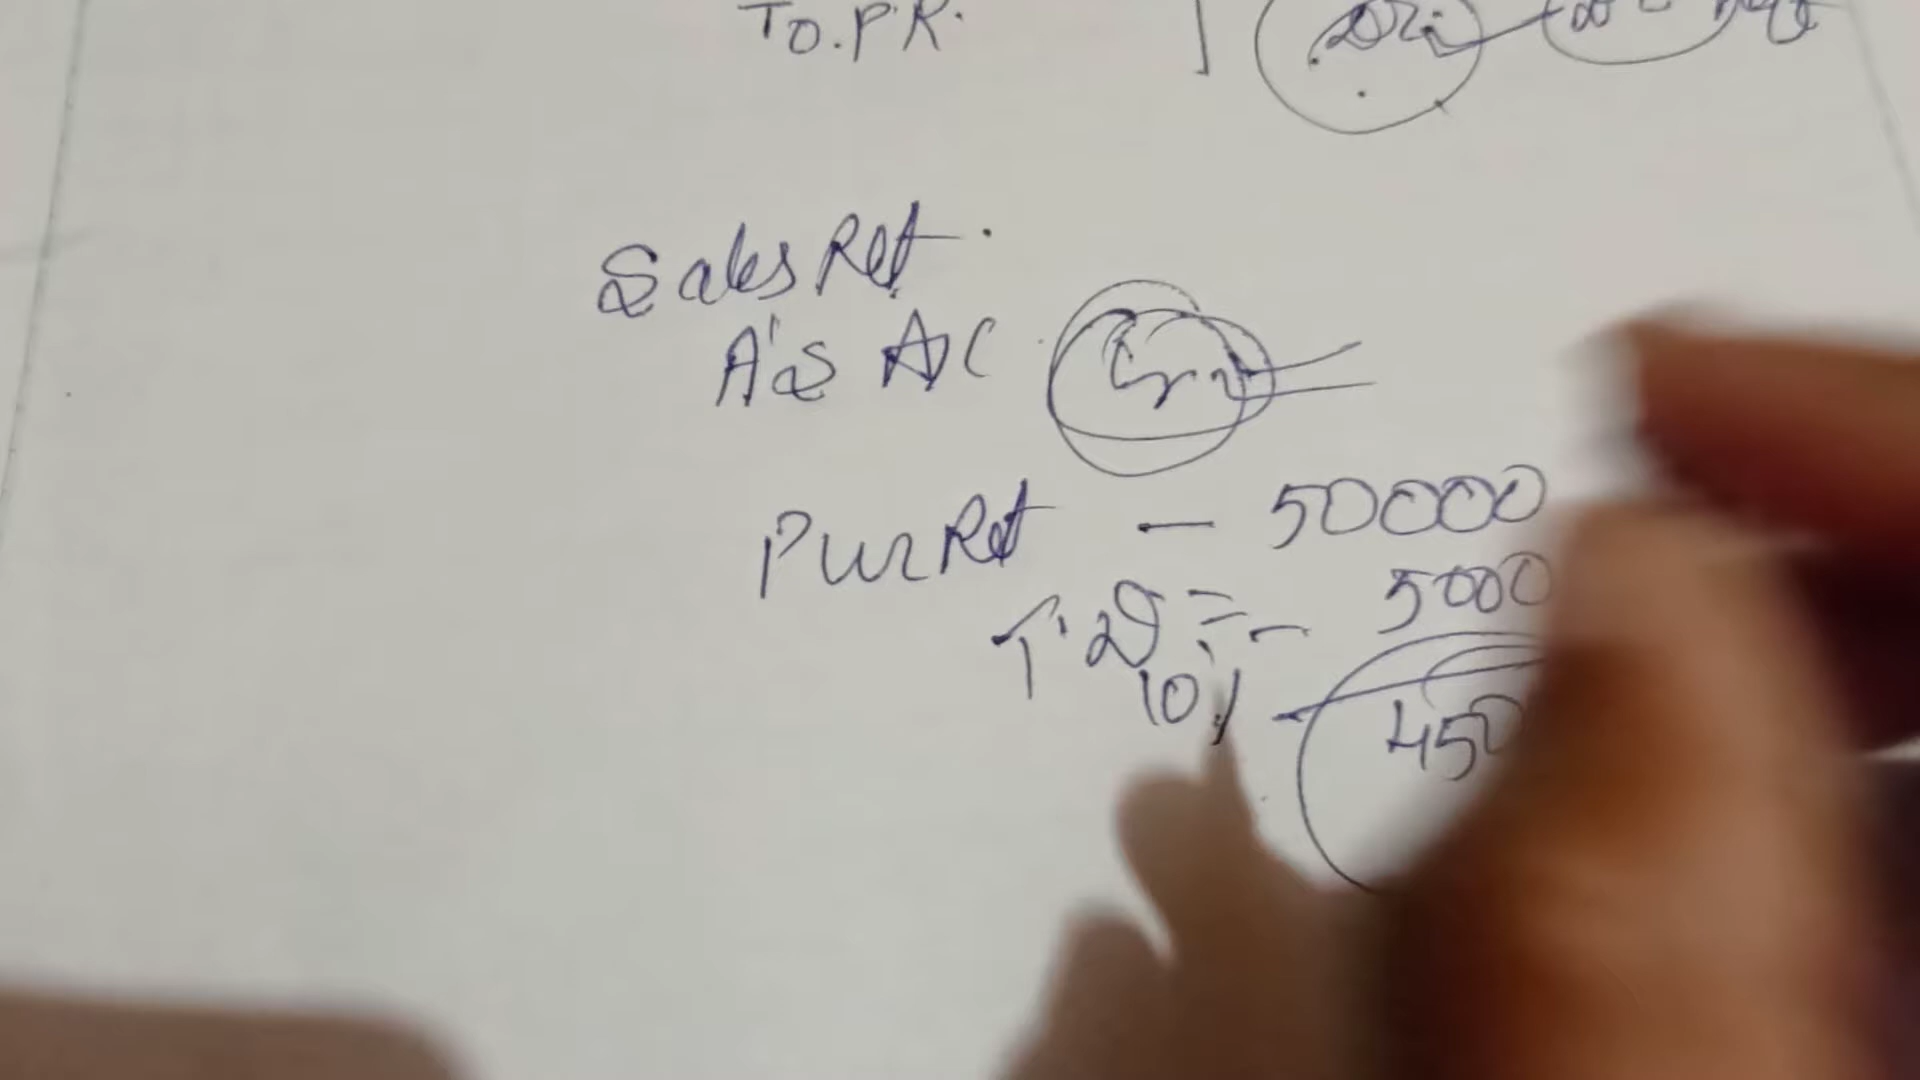 To. P R.
Sales Ret.
A's A/C
Pur Ret — 50000
T.D = - 5000
10%
450